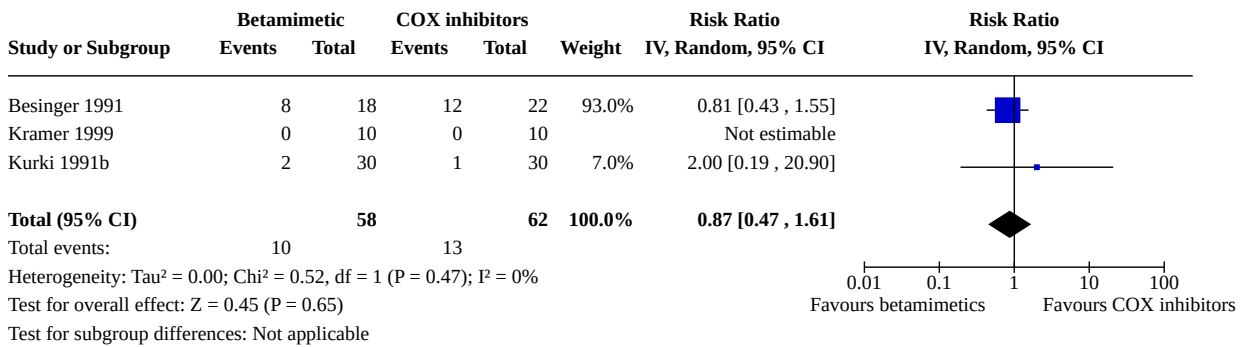 Betamimetic COX inhibitors Risk Ratio Risk Ratio
Study or Subgroup Events Total Events Total Weight IV, Random, 95% CI IV, Random, 95% CI
Besinger 1991 8 18 12 22 93.0% 0.81 [0.43 , 1.55]
Kramer 1999 0 10 0 10 Not estimable
Kurki 1991b 2 30 1 30 7.0% 2.00 [0.19 , 20.90]
Total (95% CI) 58 62 100.0% 0.87 [0.47 , 1.61]
Total events: 10 13
Heterogeneity: Tau² = 0.00; Chi² = 0.52, df = 1 (P = 0.47); I² = 0%
0.01 0.1 1 10 100
Test for overall effect: Z = 0.45 (P = 0.65) Favours betamimetics Favours COX inhibitors
Test for subgroup differences: Not applicable